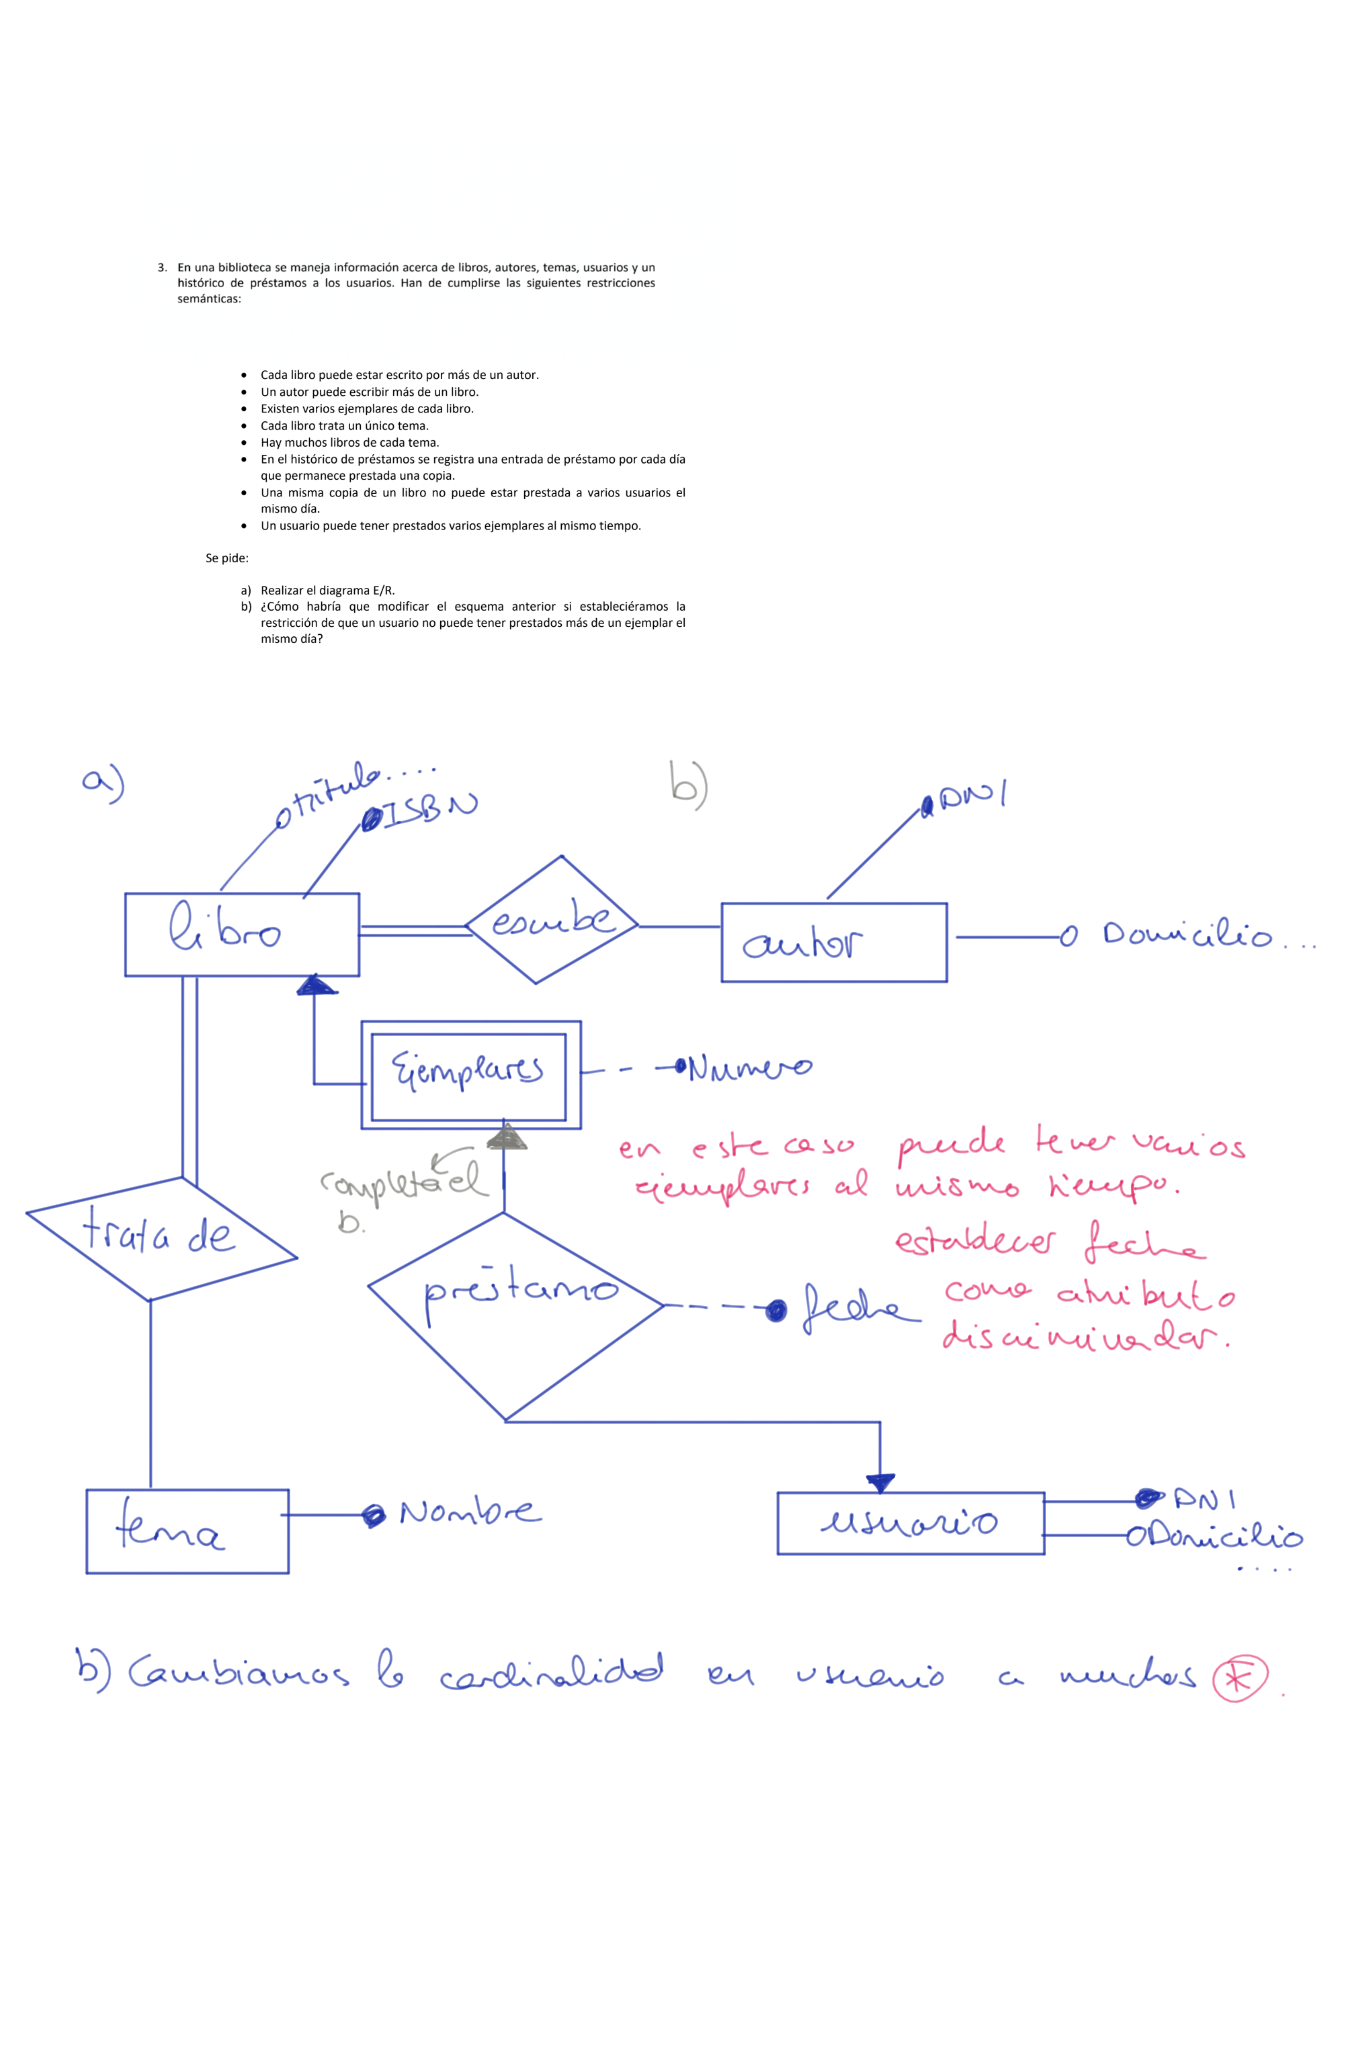 3. En una biblioteca se maneja información acerca de libros, autores, temas, usuarios y un
histórico de préstamos a los usuarios. Han de cumplirse las siguientes restricciones
semánticas:
• Cada libro puede estar escrito por más de un autor.
• Un autor puede escribir más de un libro.
• Existen varios ejemplares de cada libro.
• Cada libro trata un único tema.
• Hay muchos libros de cada tema.
• En el histórico de préstamos se registra una entrada de préstamo por cada día
que permanece prestada una copia.
• Una misma copia de un libro no puede estar prestada a varios usuarios el
mismo día.
• Un usuario puede tener prestados varios ejemplares al mismo tiempo.
Se pide:
a) Realizar el diagrama E/R.
b) ¿Cómo habría que modificar el esquema anterior si estableciéramos la
restricción de que un usuario no puede tener prestados más de un ejemplar el
mismo día?
a)
título....
ISBN
b)
DNI
libro
escribe
autor
Domicilio...
Ejemplares
Numero
en este caso puede tener varios
ejemplares al mismo tiempo.
completa el
b.
establecer fecha
como atributo
discriminador.
trata de
préstamo
fecha
tema
Nombre
usuario
DNI
Domicilio
....
b) Cambiamos la cardinalidad en usuario a muchos *.